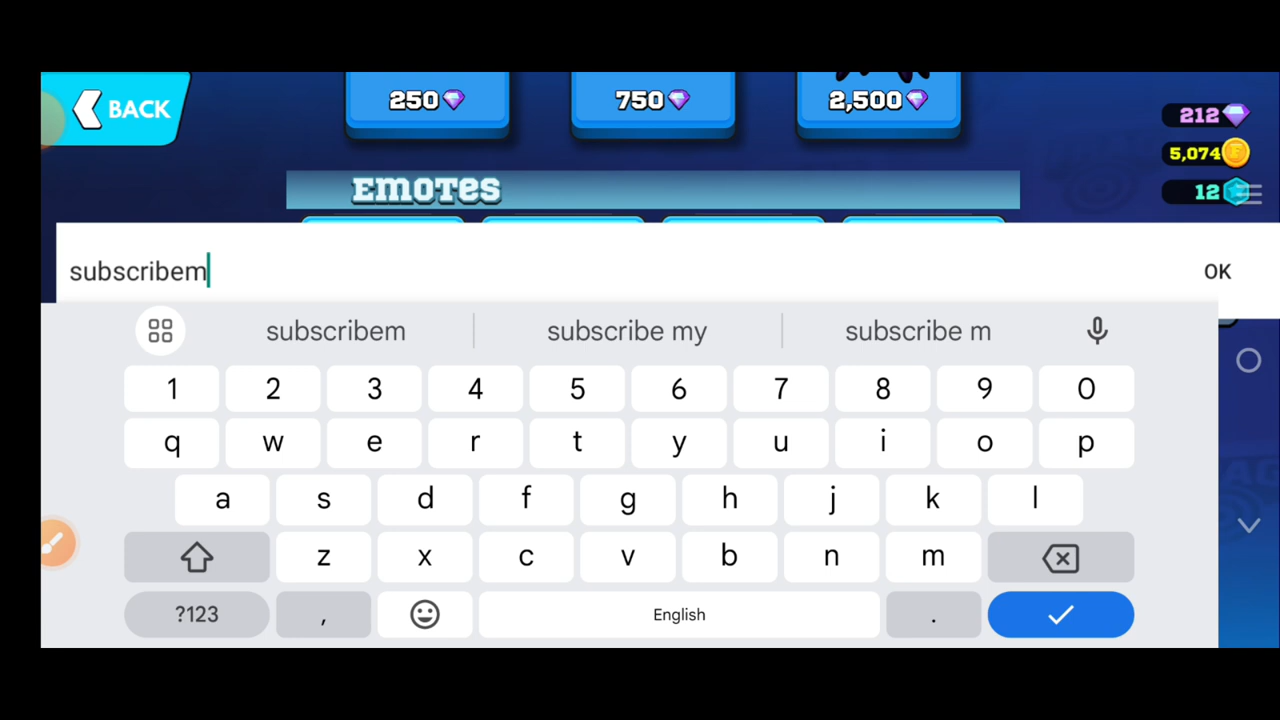 BACK
250
750
2,500
212
5,074
12
EMOTES
subscribem
OK
subscribem
subscribe my
subscribe m
1 2 3 4 5 6 7 8 9 0
q w e r t y u i o p
a s d f g h j k l
z x c v b n m
?123 , English .